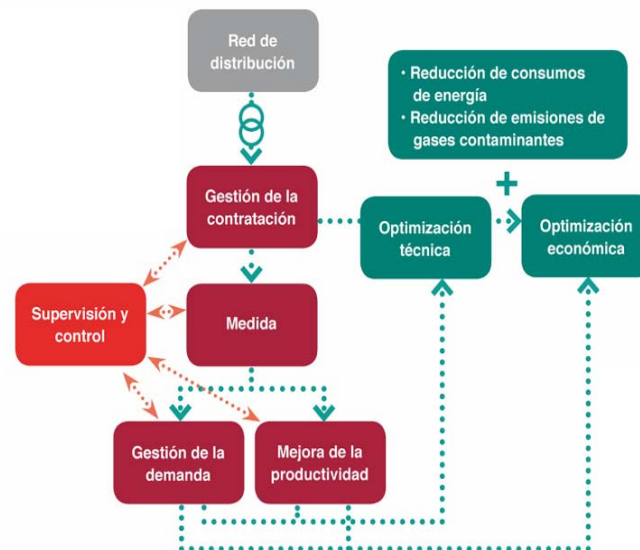 Red de
distribución
• Reducción de consumos
de energía
• Reducción de emisiones de
gases contaminantes
+
Gestión de la
contratación
Optimización
técnica
Optimización
económica
Supervisión y
control
Medida
Gestión de la
demanda
Mejora de la
productividad